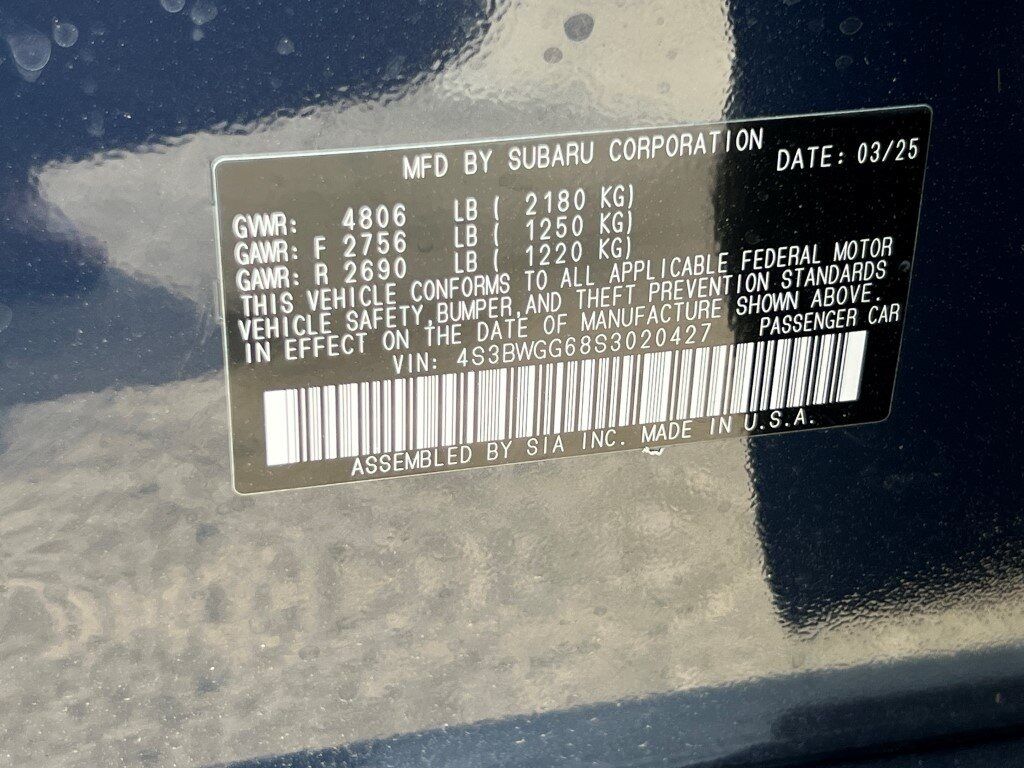 MFD BY SUBARU CORPORATION DATE: 03/25
GVWR: 4806 LB ( 2180 KG)
GAWR: F 2756 LB ( 1250 KG)
GAWR: R 2690 LB ( 1220 KG)
THIS VEHICLE CONFORMS TO ALL APPLICABLE FEDERAL MOTOR
VEHICLE SAFETY, BUMPER, AND THEFT PREVENTION STANDARDS
IN EFFECT ON THE DATE OF MANUFACTURE SHOWN ABOVE.
VIN: 4S3BWGG68S3020427 PASSENGER CAR
ASSEMBLED BY SIA INC. MADE IN U.S.A.